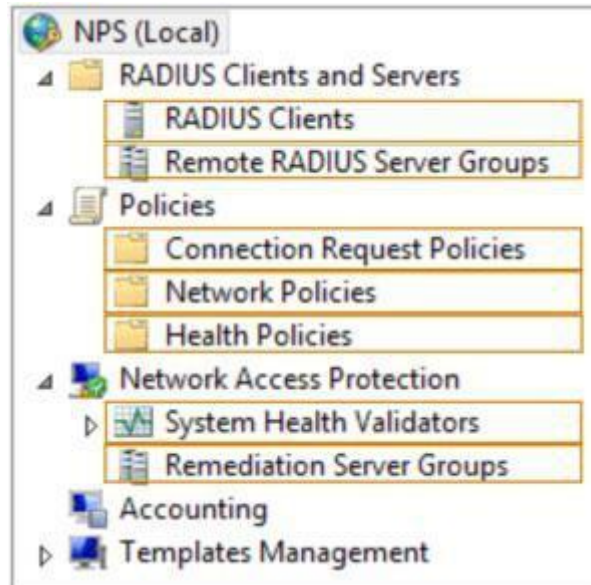 NPS (Local)
RADIUS Clients and Servers
RADIUS Clients
Remote RADIUS Server Groups
Policies
Connection Request Policies
Network Policies
Health Policies
Network Access Protection
System Health Validators
Remediation Server Groups
Accounting
Templates Management